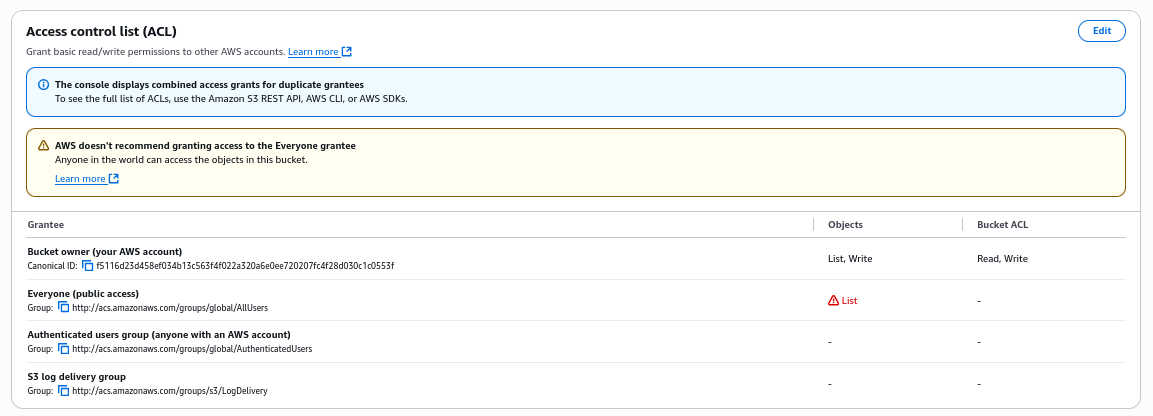 Access control list (ACL)
Edit
Grant basic read/write permissions to other AWS accounts. Learn more
The console displays combined access grants for duplicate grantees
To see the full list of ACLs, use the Amazon S3 REST API, AWS CLI, or AWS SDKs.
AWS doesn't recommend granting access to the Everyone grantee
Anyone in the world can access the objects in this bucket.
Learn more
Grantee Objects Bucket ACL
Bucket owner (your AWS account)
Canonical ID: f5116d23d458ef034b13c563f4f022a320a6e0ee720207fc4f28d030c1c0553f
List, Write Read, Write
Everyone (public access)
Group: http://acs.amazonaws.com/groups/global/AllUsers
List -
Authenticated users group (anyone with an AWS account)
Group: http://acs.amazonaws.com/groups/global/AuthenticatedUsers
- -
S3 log delivery group
Group: http://acs.amazonaws.com/groups/s3/LogDelivery
- -